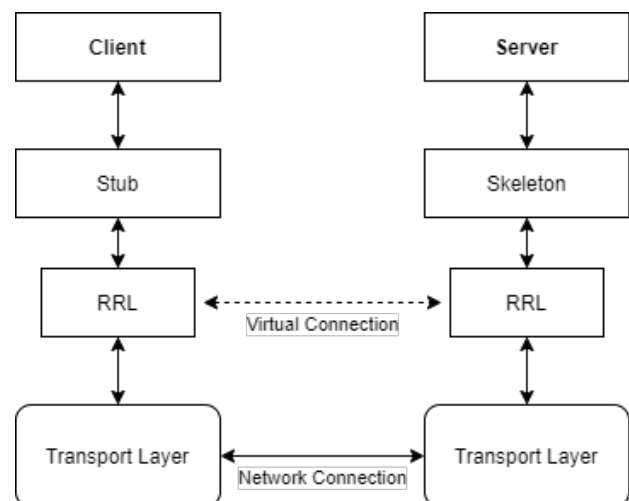 Client
Server
Stub
Skeleton
RRL
RRL
Virtual Connection
Transport Layer
Transport Layer
Network Connection